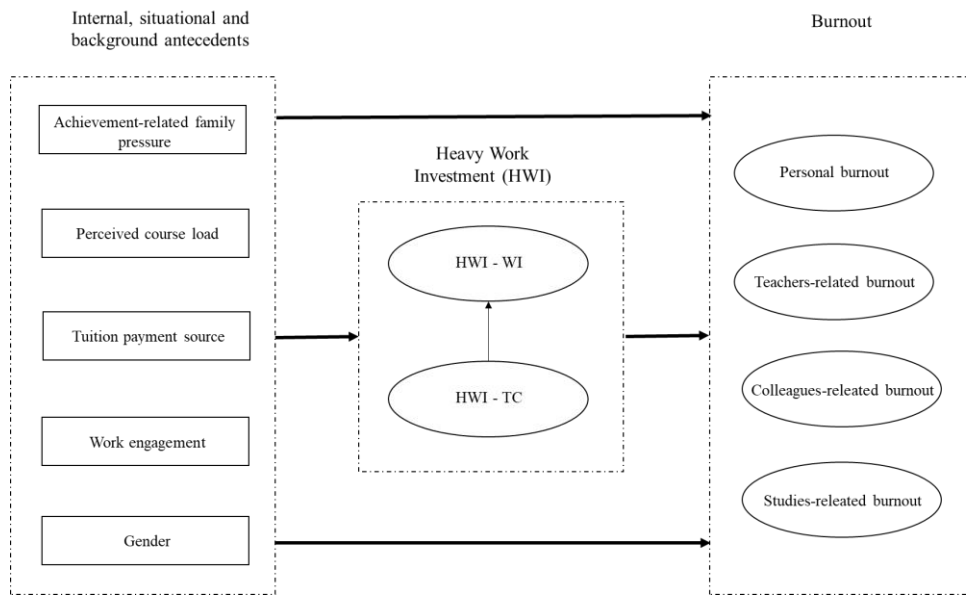 Internal, situational and
background antecedents
Achievement-related family
pressure
Perceived course load
Tuition payment source
Work engagement
Gender
Heavy Work
Investment (HWI)
HWI - WI
HWI - TC
Burnout
Personal burnout
Teachers-related burnout
Colleagues-releated burnout
Studies-releated burnout